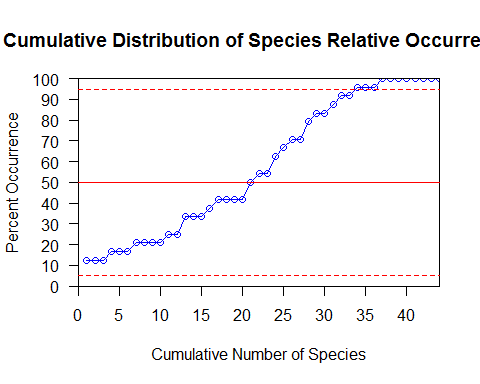 Cumulative Distribution of Species Relative Occurre
100
90
80
70
60
50
40
30
20
10
0
Percent Occurrence
0 5 10 15 20 25 30 35 40
Cumulative Number of Species